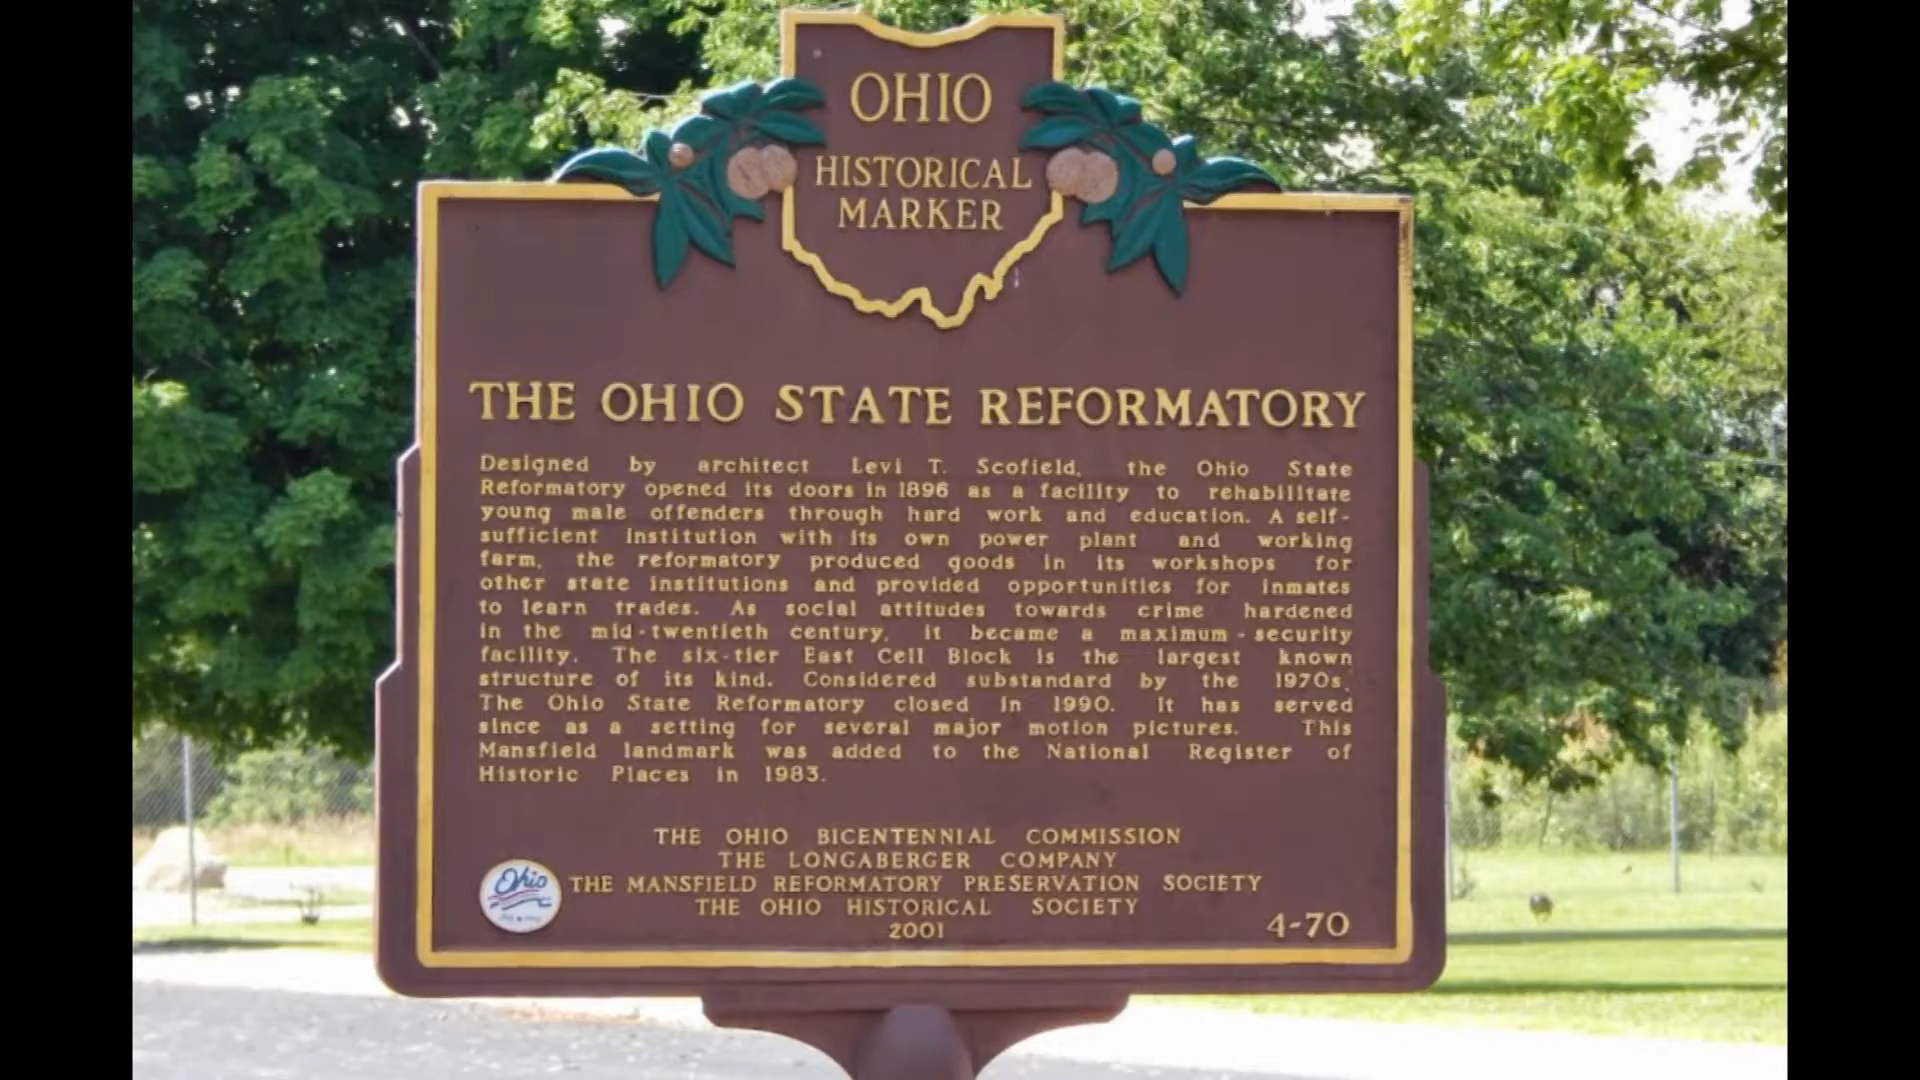 OHIO
HISTORICAL
MARKER
THE OHIO STATE REFORMATORY
Designed by architect Levi T. Scofield, the Ohio State
Reformatory opened its doors in 1896 as a facility to rehabilitate
young male offenders through hard work and education. A self-
sufficient institution with its own power plant and working
farm, the reformatory produced goods in its workshops for
other state institutions and provided opportunities for inmates
to learn trades. As social attitudes towards crime hardened
in the mid-twentieth century, it became a maximum-security
facility. The six-tier East Cell Block is the largest known
structure of its kind. Considered substandard by the 1970s,
The Ohio State Reformatory closed in 1990. It has served
since as a setting for several major motion pictures. This
Mansfield landmark was added to the National Register of
Historic Places in 1983.
THE OHIO BICENTENNIAL COMMISSION
THE LONGABERGER COMPANY
THE MANSFIELD REFORMATORY PRESERVATION SOCIETY
THE OHIO HISTORICAL SOCIETY
2001
Ohio
4-70